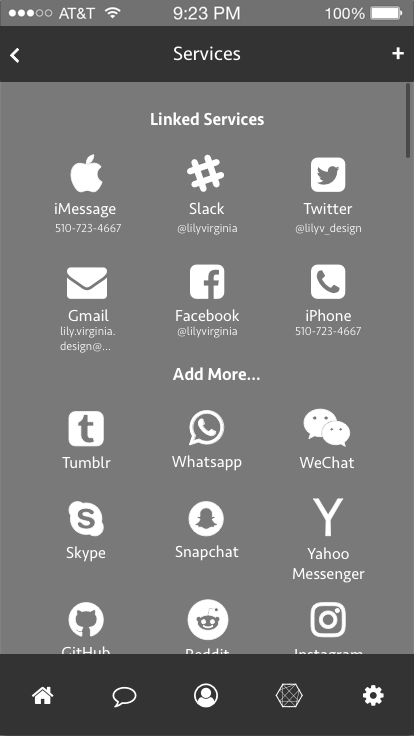 AT&T 9:23 PM 100%
Services +
Linked Services
iMessage Slack Twitter
510-723-4667 @lilyvirginia @lilyv_design
Gmail Facebook iPhone
lily.virginia. @lilyvirginia 510-723-4667
design@...
Add More...
Tumblr Whatsapp WeChat
Skype Snapchat Yahoo
Messenger
GitHub Reddit Instagram